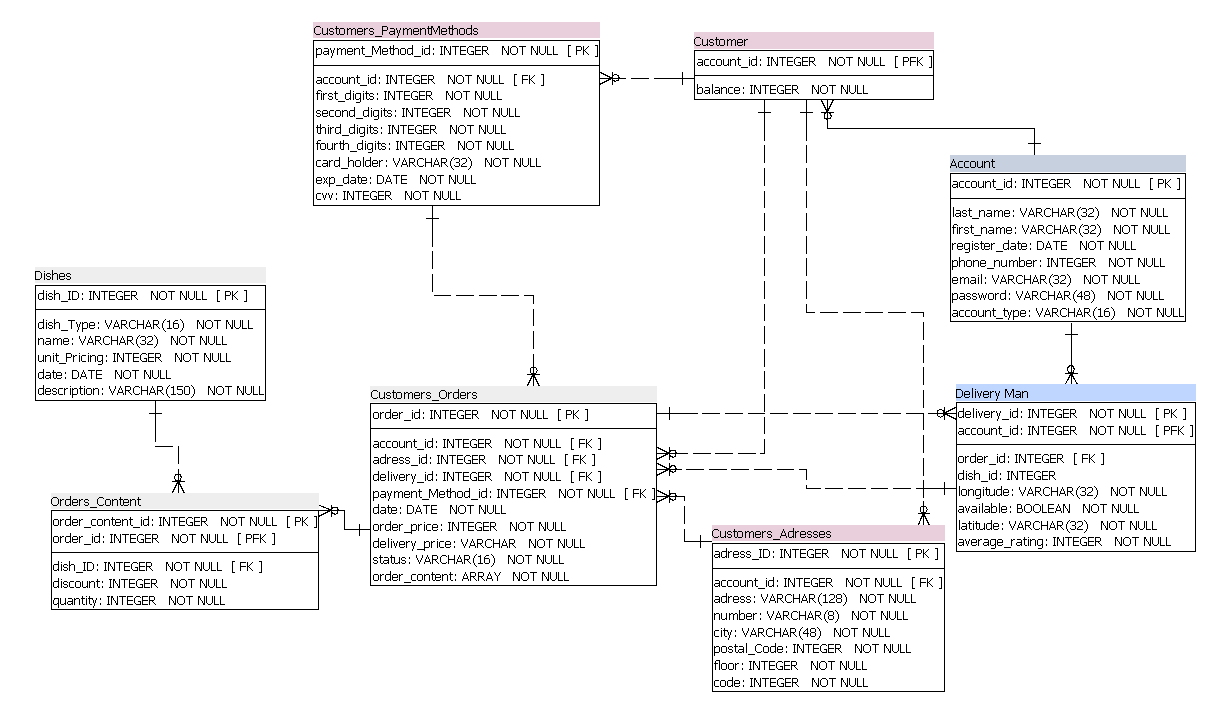 Customers_PaymentMethods
payment_Method_id: INTEGER NOT NULL [ PK ]
account_id: INTEGER NOT NULL [ FK ]
first_digits: INTEGER NOT NULL
second_digits: INTEGER NOT NULL
third_digits: INTEGER NOT NULL
fourth_digits: INTEGER NOT NULL
card_holder: VARCHAR(32) NOT NULL
exp_date: DATE NOT NULL
cvv: INTEGER NOT NULL
Customer
account_id: INTEGER NOT NULL [ PFK ]
balance: INTEGER NOT NULL
Account
account_id: INTEGER NOT NULL [ PK ]
last_name: VARCHAR(32) NOT NULL
first_name: VARCHAR(32) NOT NULL
register_date: DATE NOT NULL
phone_number: INTEGER NOT NULL
email: VARCHAR(32) NOT NULL
password: VARCHAR(48) NOT NULL
account_type: VARCHAR(16) NOT NULL
Dishes
dish_ID: INTEGER NOT NULL [ PK ]
dish_Type: VARCHAR(16) NOT NULL
name: VARCHAR(32) NOT NULL
unit_Pricing: INTEGER NOT NULL
date: DATE NOT NULL
description: VARCHAR(150) NOT NULL
Customers_Orders
order_id: INTEGER NOT NULL [ PK ]
account_id: INTEGER NOT NULL [ FK ]
adress_id: INTEGER NOT NULL [ FK ]
delivery_id: INTEGER NOT NULL [ FK ]
payment_Method_id: INTEGER NOT NULL [ FK ]
date: DATE NOT NULL
order_price: INTEGER NOT NULL
delivery_price: VARCHAR NOT NULL
status: VARCHAR(16) NOT NULL
order_content: ARRAY NOT NULL
Delivery Man
delivery_id: INTEGER NOT NULL [ PK ]
account_id: INTEGER NOT NULL [ PFK ]
order_id: INTEGER [ FK ]
dish_id: INTEGER
longitude: VARCHAR(32) NOT NULL
available: BOOLEAN NOT NULL
latitude: VARCHAR(32) NOT NULL
average_rating: INTEGER NOT NULL
Orders_Content
order_content_id: INTEGER NOT NULL [ PK ]
order_id: INTEGER NOT NULL [ PFK ]
dish_ID: INTEGER NOT NULL [ FK ]
discount: INTEGER NOT NULL
quantity: INTEGER NOT NULL
Customers_Adresses
adress_ID: INTEGER NOT NULL [ PK ]
account_id: INTEGER NOT NULL [ FK ]
adress: VARCHAR(128) NOT NULL
number: VARCHAR(8) NOT NULL
city: VARCHAR(48) NOT NULL
postal_Code: INTEGER NOT NULL
floor: INTEGER NOT NULL
code: INTEGER NOT NULL